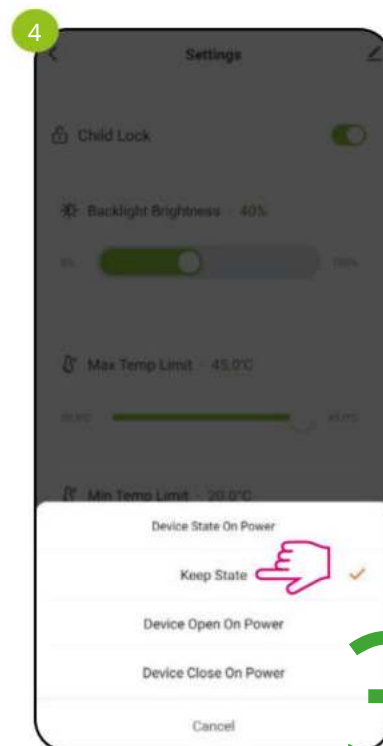 4
Settings
Child Lock
Backlight Brightness - 40%
0% 100%
Max Temp Limit - 45.0°C
Min Temp Limit - 20.0°C
Device State On Power
Keep State
Device Open On Power
Device Close On Power
Cancel